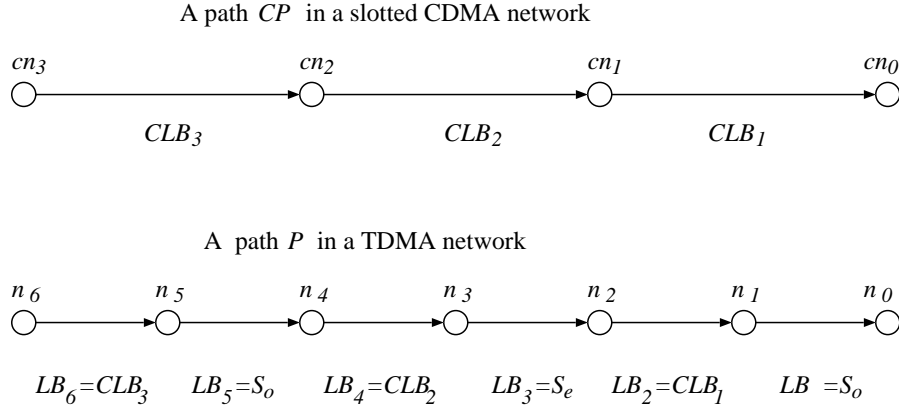 A path CP in a slotted CDMA network
cn3 cn2 cn1 cn0
CLB3 CLB2 CLB1
A path P in a TDMA network
n6 n5 n4 n3 n2 n1 n0
LB6=CLB3 LB5=So LB4=CLB2 LB3=Se LB2=CLB1 LB =So